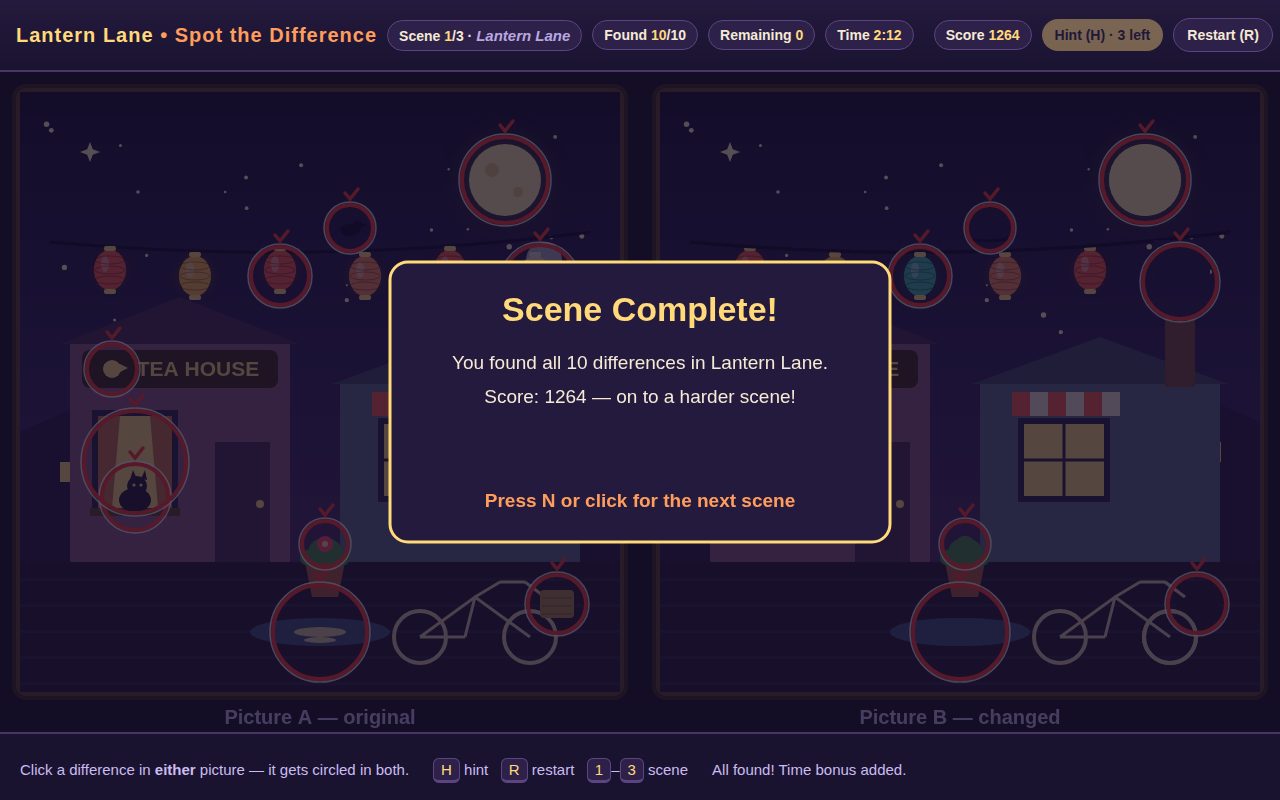 Lantern Lane • Spot the Difference
Scene 1/3 · Lantern Lane
Found 10/10
Remaining 0
Time 2:12
Score 1264
Hint (H) · 3 left
Restart (R)
TEA HOUSE
E
Scene Complete!
You found all 10 differences in Lantern Lane.
Score: 1264 — on to a harder scene!
Press N or click for the next scene
Picture A — original
Picture B — changed
Click a difference in either picture — it gets circled in both.
H hint
R restart
1–3 scene
All found! Time bonus added.